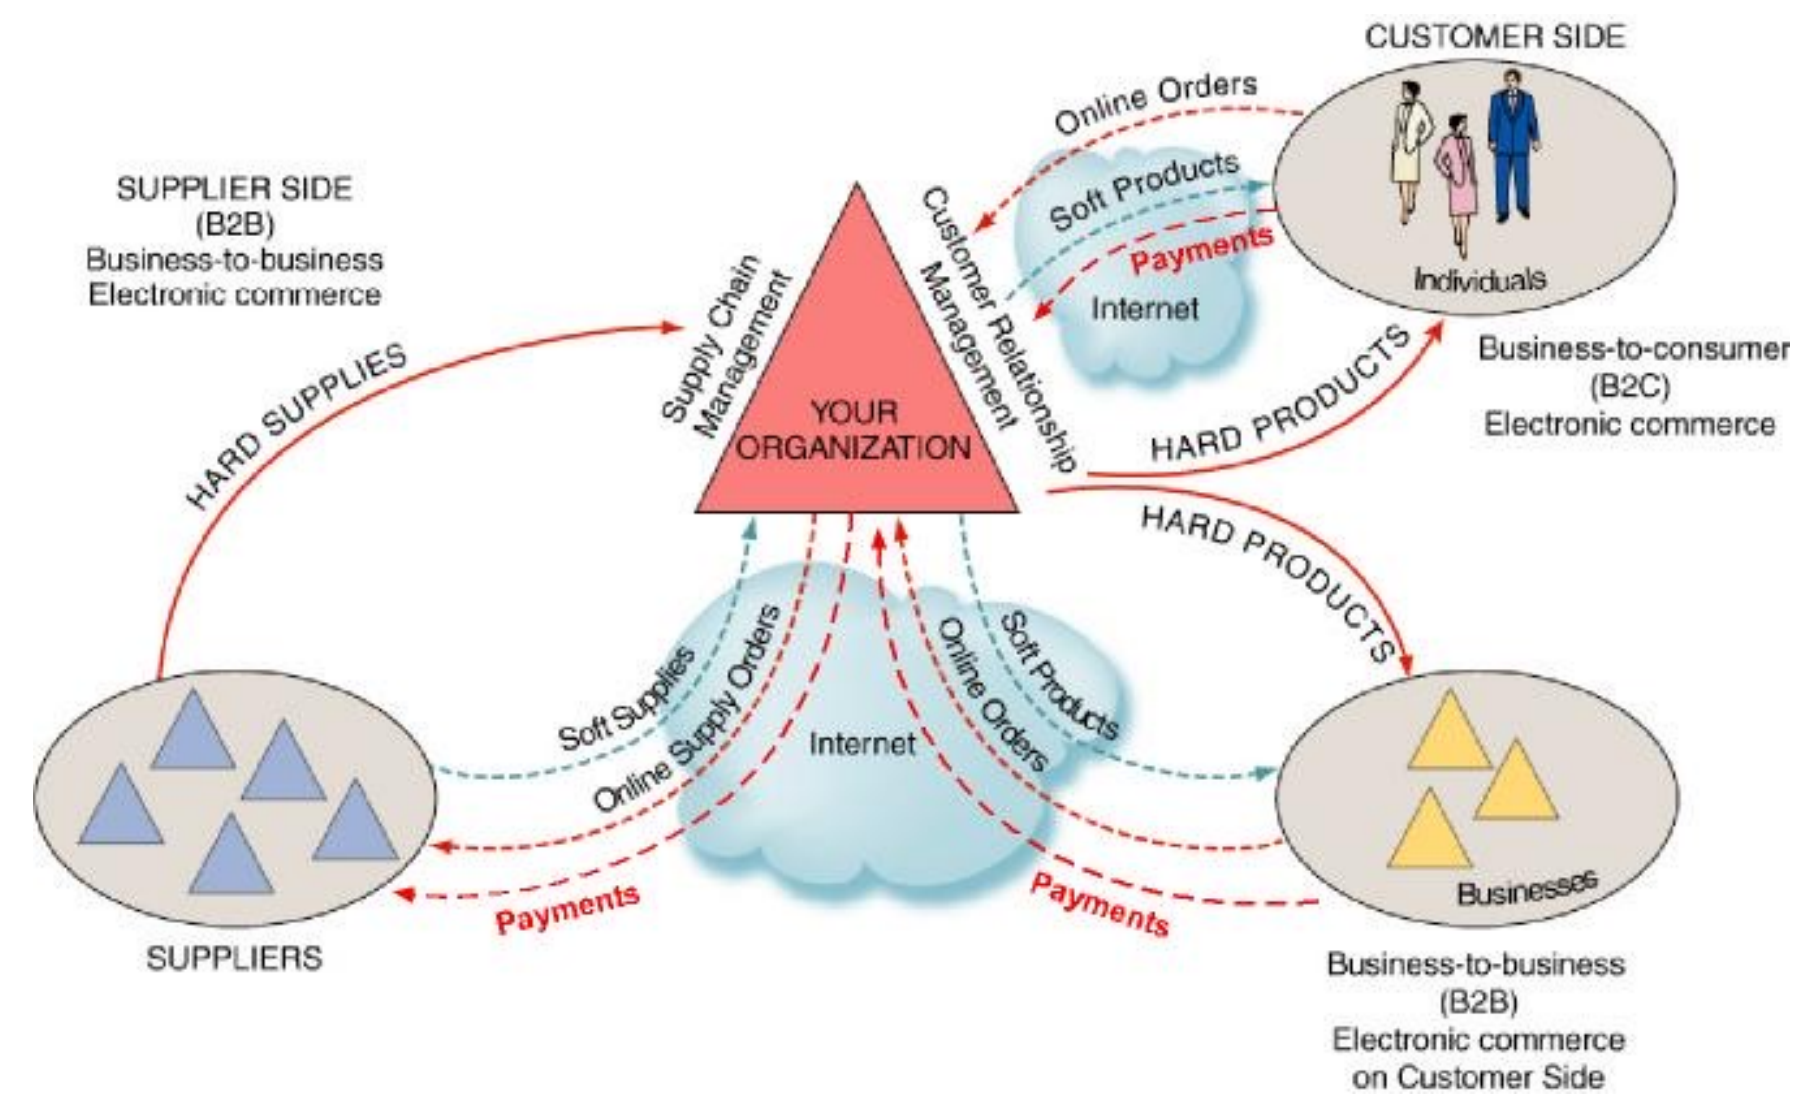 CUSTOMER SIDE
Online Orders
Soft Products
Payments
Internet
Individuals
SUPPLIER SIDE
(B2B)
Business-to-business
Electronic commerce
Supply Chain
Management
Customer Relationship
Management
HARD SUPPLIES
YOUR
ORGANIZATION
HARD PRODUCTS
Business-to-consumer
(B2C)
Electronic commerce
HARD PRODUCTS
Soft Supplies
Online Supply Orders
Payments
Internet
Online Orders
Soft Products
Payments
Businesses
SUPPLIERS
Business-to-business
(B2B)
Electronic commerce
on Customer Side